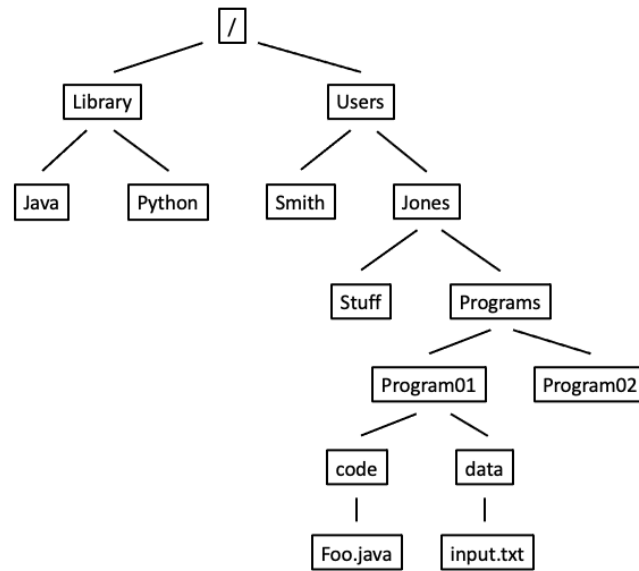 /
Library Users
Java Python Smith Jones
Stuff Programs
Program01 Program02
code data
Foo.java input.txt